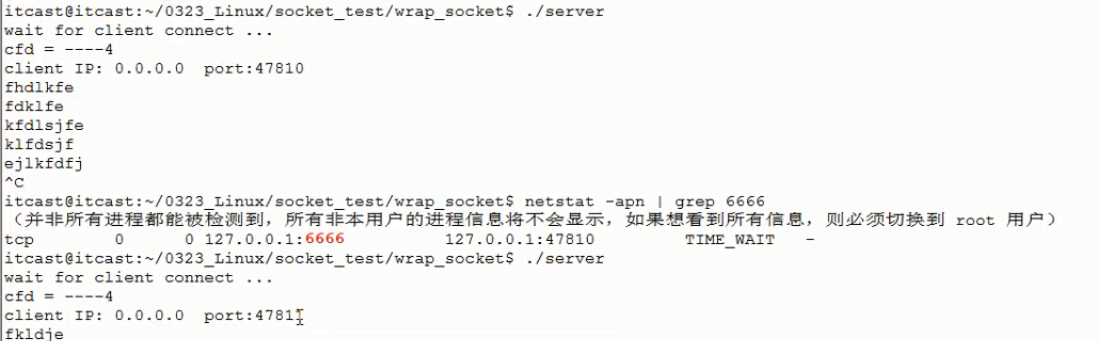 itcast@itcast:~/0323_Linux/socket_test/wrap_socket$ ./server
wait for client connect ...
cfd = ----4
client IP: 0.0.0.0  port:47810
fhdlkfe
fdklfe
kfdlsjfe
klfdsjf
ejlkfdfj
^C
itcast@itcast:~/0323_Linux/socket_test/wrap_socket$ netstat -apn | grep 6666
（并非所有进程都能被检测到，所有非本用户的进程信息将不会显示，如果想看到所有信息，则必须切换到 root 用户）
tcp        0      0 127.0.0.1:6666          127.0.0.1:47810         TIME_WAIT   -
itcast@itcast:~/0323_Linux/socket_test/wrap_socket$ ./server
wait for client connect ...
cfd = ----4
client IP: 0.0.0.0  port:47811
fkldje